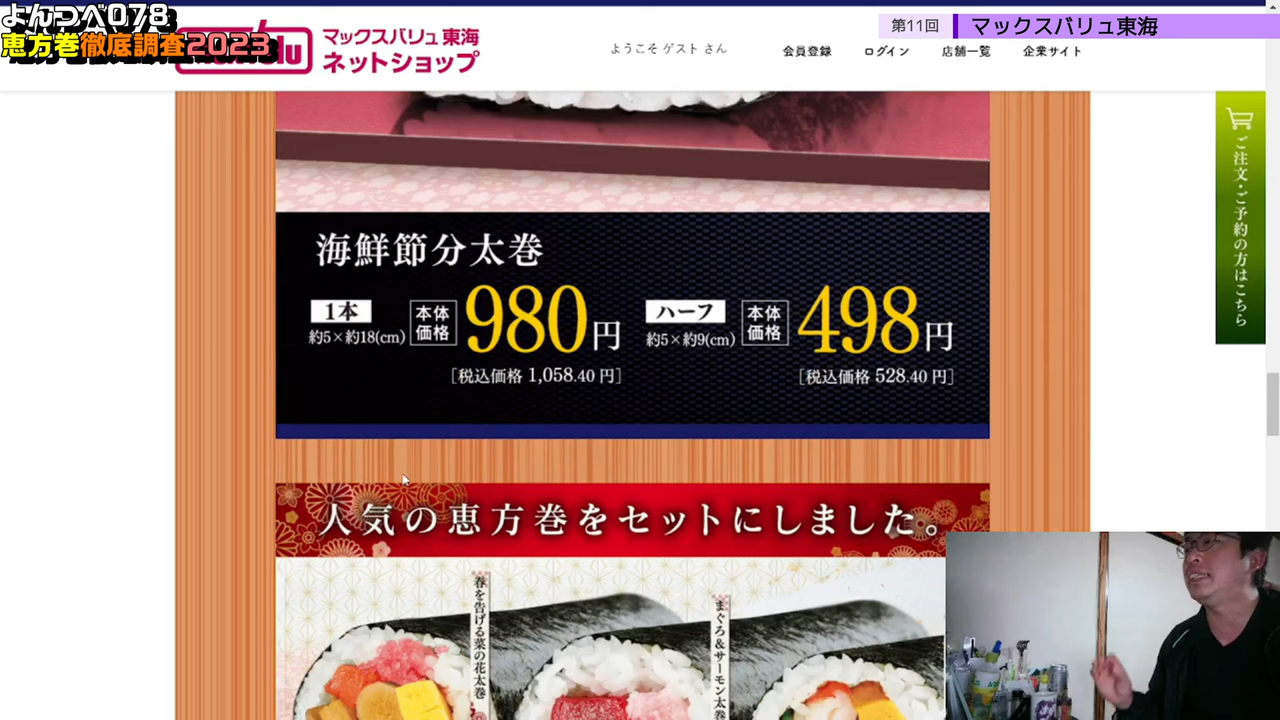 よんつべ078
恵方巻徹底調査2023
第11回
マックスバリュ東海
マックスバリュ東海
ネットショップ
ようこそ ゲスト さん
会員登録
ログイン
店舗一覧
企業サイト
ご注文・ご予約の方はこちら
海鮮節分太巻
1本
約5×約18(cm)
本体
価格
980円
[税込価格 1,058.40 円]
ハーフ
約5×約9(cm)
本体
価格
498円
[税込価格 528.40 円]
人気の恵方巻をセットにしました。
春を告げる菜の花太巻
まぐろ&サーモン太巻